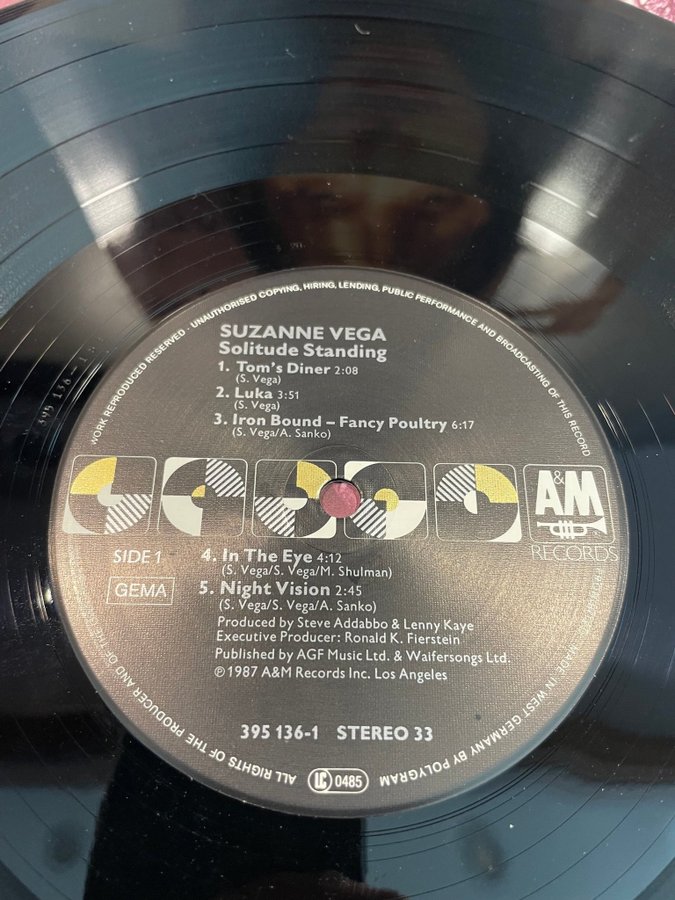 WORK REPRODUCED RESERVED · UNAUTHORISED COPYING, HIRING, LENDING, PUBLIC PERFORMANCE AND BROADCASTING OF THIS RECORD
SUZANNE VEGA
Solitude Standing
1. Tom's Diner 2:08
(S. Vega)
2. Luka 3:51
(S. Vega)
3. Iron Bound – Fancy Poultry 6:17
(S. Vega/A. Sanko)
A&M
RECORDS
SIDE 1
GEMA
4. In The Eye 4:12
(S. Vega/S. Vega/M. Shulman)
5. Night Vision 2:45
(S. Vega/S. Vega/A. Sanko)
Produced by Steve Addabbo & Lenny Kaye
Executive Producer: Ronald K. Fierstein
Published by AGF Music Ltd. & Waifersongs Ltd.
℗ 1987 A&M Records Inc. Los Angeles
395 136-1 STEREO 33
LC 0485
ALL RIGHTS OF THE PRODUCER AND OF THE
MADE IN WEST GERMANY BY POLYGRAM
395 136-1